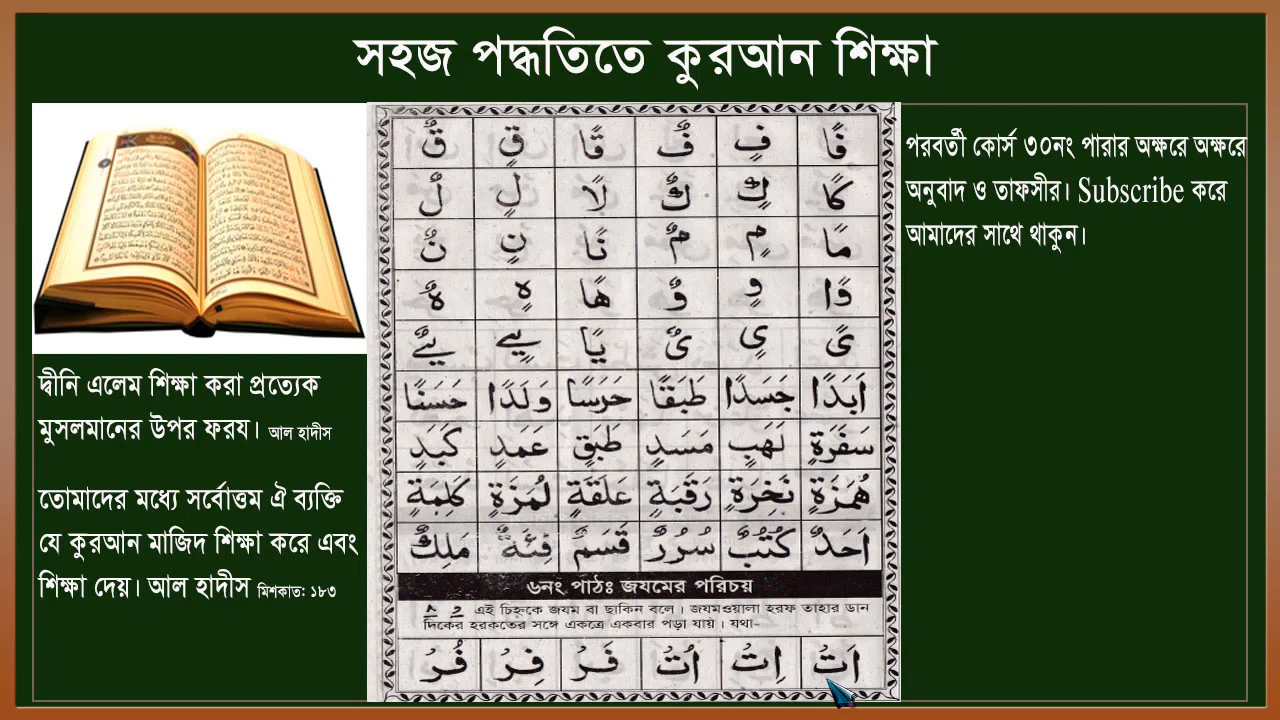 সহজ পদ্ধতিতে কুরআন শিক্ষা
দ্বীনি এলেম শিক্ষা করা প্রত্যেক
মুসলমানের উপর ফরয। আল হাদীস
তোমাদের মধ্যে সর্বোত্তম ঐ ব্যক্তি
যে কুরআন মাজিদ শিক্ষা করে এবং
শিক্ষা দেয়। আল হাদীস মিশকাত: ১৮৩
فًا فٍ فٌ قًا قٍ قٌ
كًا كٍ كٌ لًا لٍ لٌ
مًا مٍ مٌ نًا نٍ نٌ
وًا وٍ وٌ هًا هٍ هٌ
ىً ىٍ ىٌ يًا يـٍے يـٌے
اَبَدًا جَسَدًا طَبَقًا حَرَسًا وَلَدًا حَسَنًا
سَفَرَةٍ لَهَبٍ مَسَدٍ طَبَقٍ عَمَدٍ كَبَدٍ
هُمَزَةٍ نَخِرَةٍ رَقَبَةٍ عَلَقَةٍ لُمَزَةٍ كَلِمَةٍ
اَحَدٌ كُتُبٌ سُرُرٌ قَسَمٌ فِئَةٌ مَلِكٌ
৬নং পাঠঃ জযমের পরিচয়
এই চিহ্নকে জযম বা ছাকিন বলে। জযমওয়ালা হরফ তাহার ডান
দিকের হরকতের সঙ্গে একত্রে একবার পড়া যায়। যথা-
اَتْ اِتْ اُتْ فَرْ فِرْ فُرْ
পরবর্তী কোর্স ৩০নং পারার অক্ষরে অক্ষরে
অনুবাদ ও তাফসীর। Subscribe করে
আমাদের সাথে থাকুন।